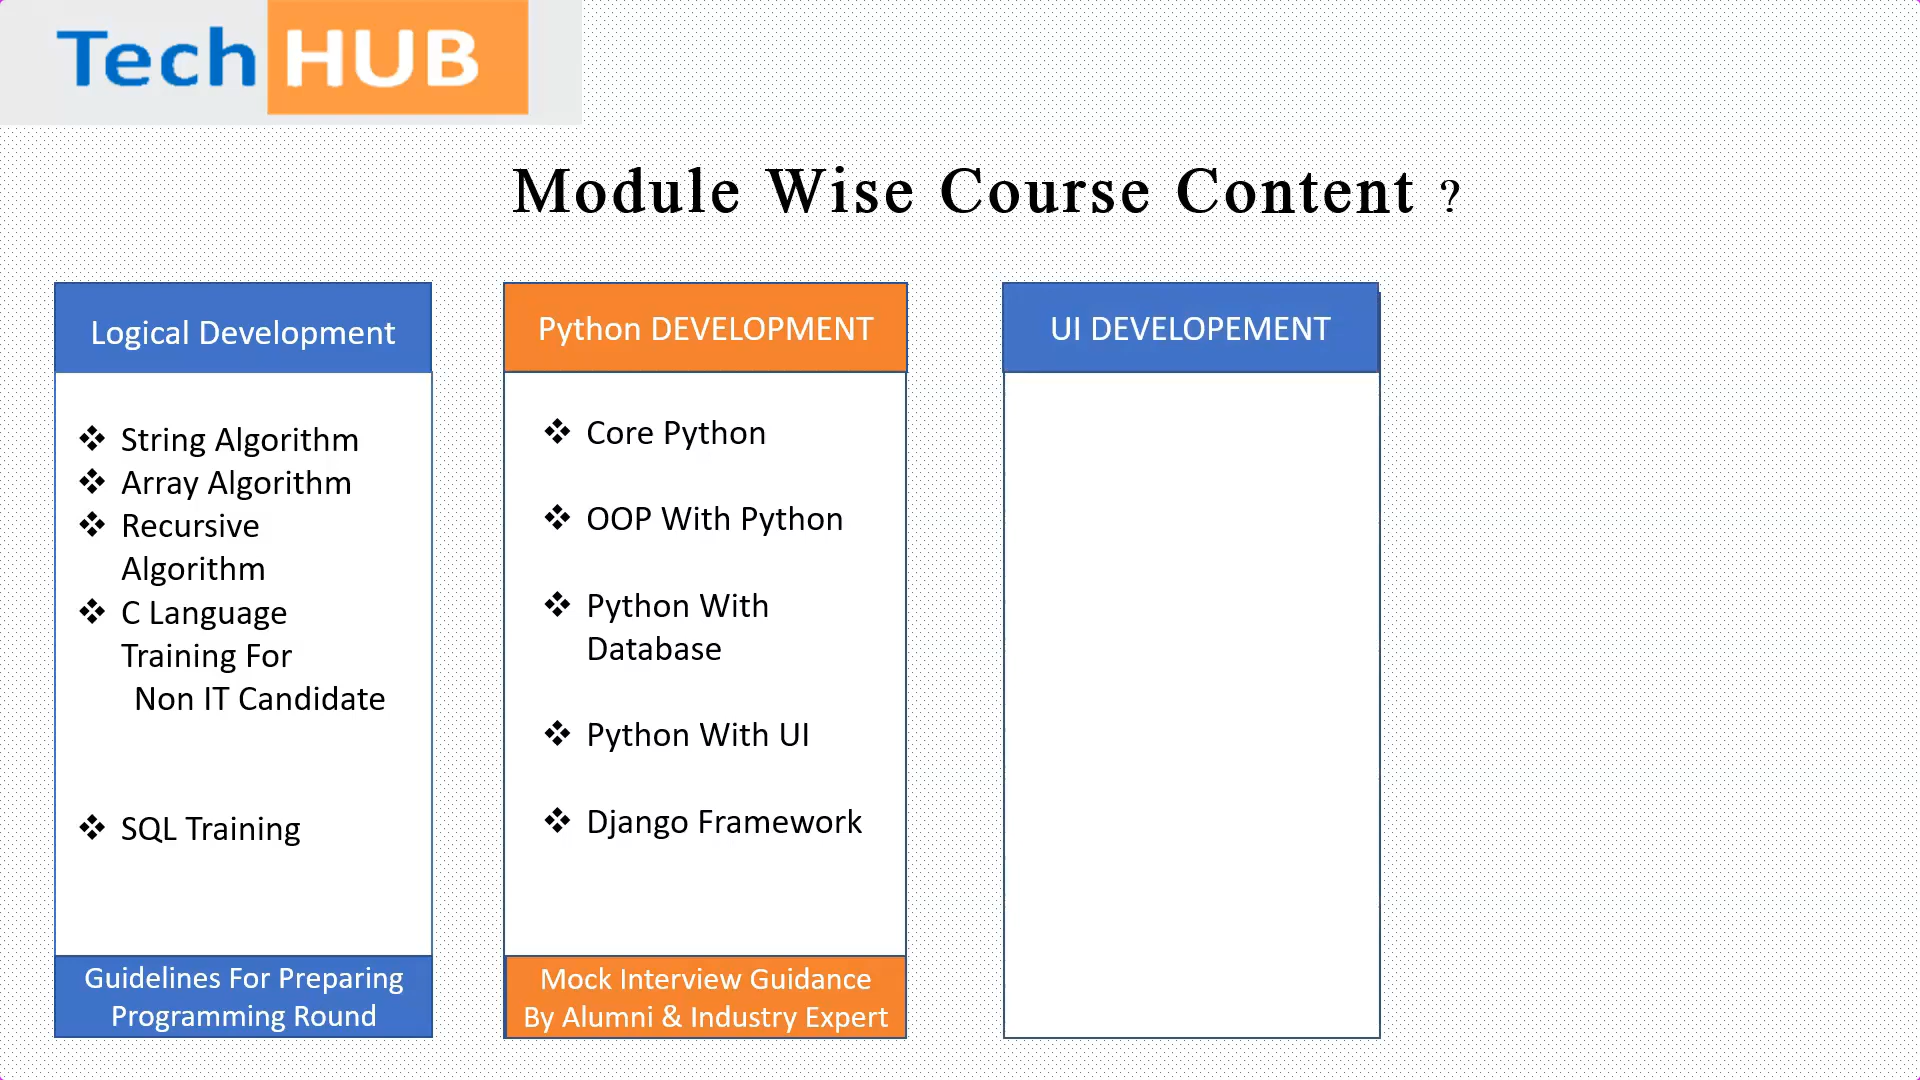 Tech HUB
Module Wise Course Content ?
Logical Development
❖ String Algorithm
❖ Array Algorithm
❖ Recursive
Algorithm
❖ C Language
Training For
Non IT Candidate
❖ SQL Training
Guidelines For Preparing
Programming Round
Python DEVELOPMENT
❖ Core Python
❖ OOP With Python
❖ Python With
Database
❖ Python With UI
❖ Django Framework
Mock Interview Guidance
By Alumni & Industry Expert
UI DEVELOPEMENT